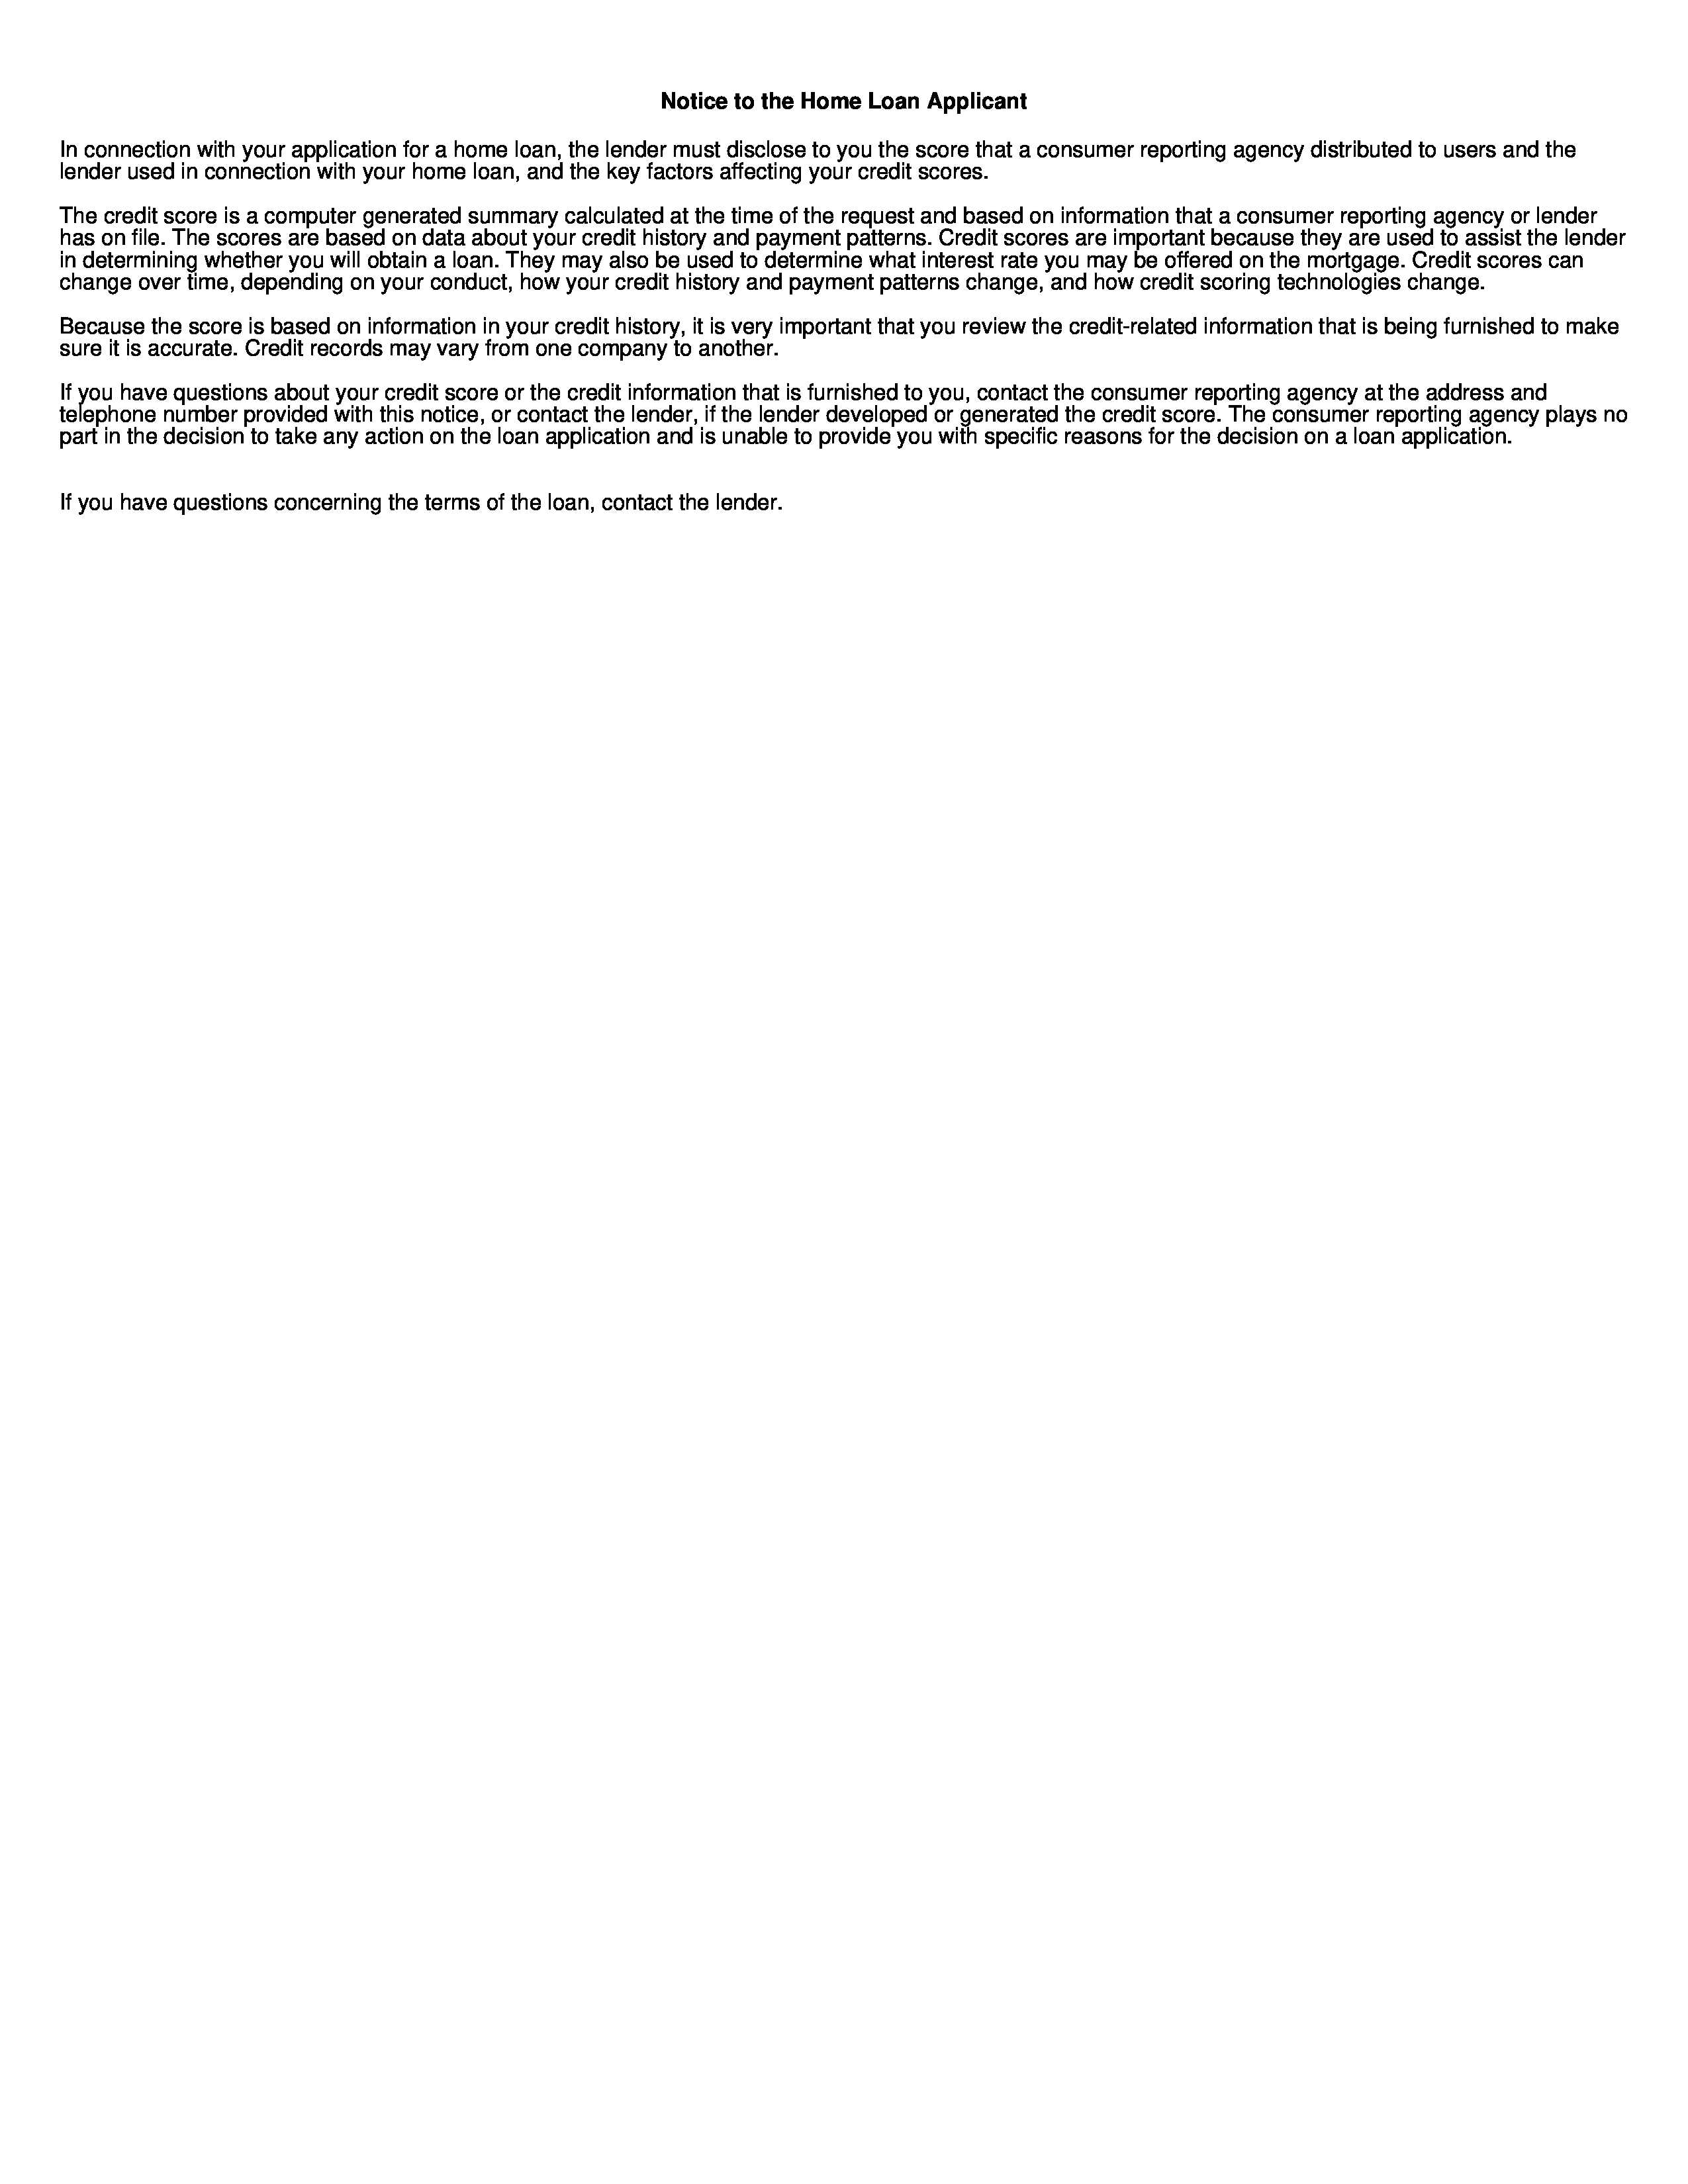 Notice to the Home Loan Applicant
In connection with your application for a home loan, the lender must disclose to you the score that a consumer reporting agency distributed to users and the
lender used in connection with your home loan, and the key factors affecting your credit scores.
The credit score is a computer generated summary calculated at the time of the request and based on information that a consumer reporting agency or lender
has on file. The scores are based on data about your credit history and payment patterns. Credit scores are important because they are used to assist the lender
in determining whether you will obtain a loan. They may also be used to determine what interest rate you may be offered on the mortgage. Credit scores can
change over time, depending on your conduct, how your credit history and payment patterns change, and how credit scoring technologies change.
Because the score is based on information in your credit history, it is very important that you review the credit-related information that is being furnished to make
sure it is accurate. Credit records may vary from one company to another.
If you have questions about your credit score or the credit information that is furnished to you, contact the consumer reporting agency at the address and
telephone number provided with this notice, or contact the lender, if the lender developed or generated the credit score. The consumer reporting agency plays no
part in the decision to take any action on the loan application and is unable to provide you with specific reasons for the decision on a loan application.
If you have questions concerning the terms of the loan, contact the lender.